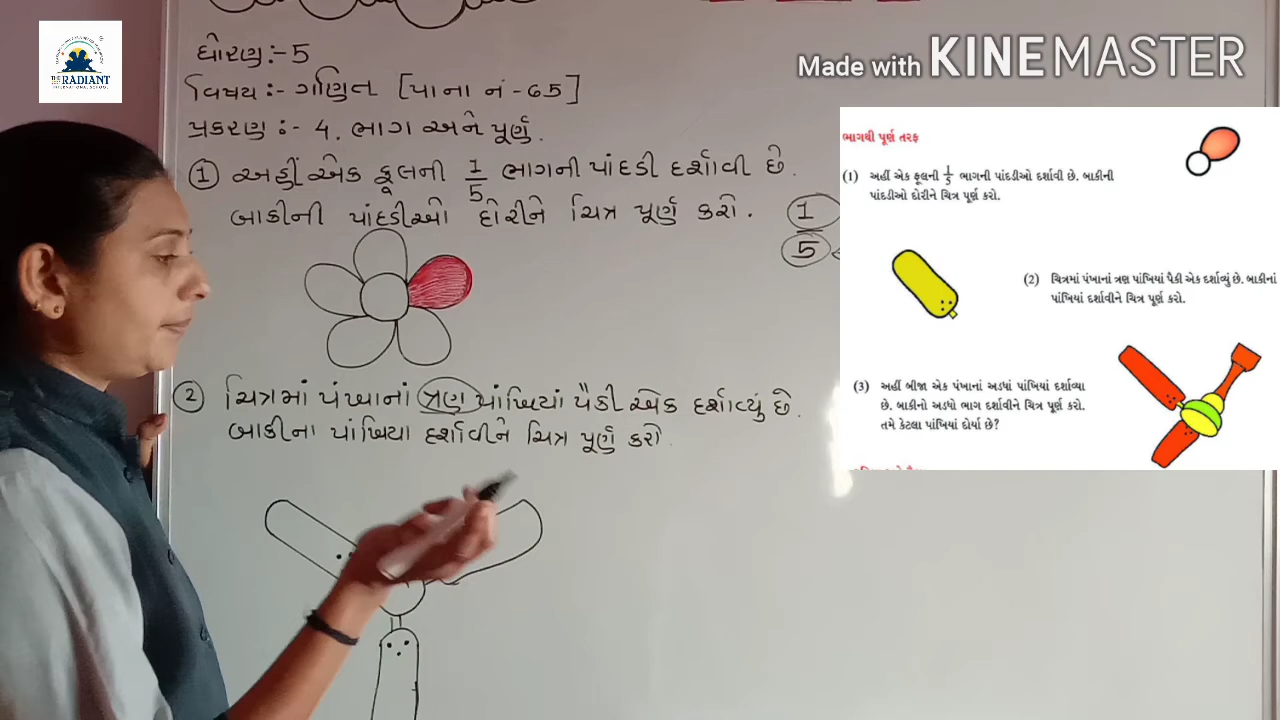 ધોરણ:- 5
વિષય:- ગણિત [પાના નં - 65]
પ્રકરણ:- 4. ભાગ અને પૂર્ણ.
① અહીં એક ફૂલની 1/5 ભાગની પાંદડી દર્શાવી છે.
બાકીની પાંદડીઓ દોરીને ચિત્ર પૂર્ણ કરો.
1
5
② ચિત્રમાં પંખાનાં ત્રણ પાંખિયાં પૈકી એક દર્શાવ્યું છે.
બાકીના પાંખિયા દર્શાવીને ચિત્ર પૂર્ણ કરો.
THE RADIANT
INTERNATIONAL SCHOOL
Made with KINEMASTER
ભાગથી પૂર્ણ તરફ
(1) અહીં એક ફૂલની 1/5 ભાગની પાંદડીઓ દર્શાવી છે. બાકીની
પાંદડીઓ દોરીને ચિત્ર પૂર્ણ કરો.
(2) ચિત્રમાં પંખાનાં ત્રણ પાંખિયાં પૈકી એક દર્શાવ્યું છે. બાકીનાં
પાંખિયાં દર્શાવીને ચિત્ર પૂર્ણ કરો.
(3) અહીં બીજા એક પંખાનાં અડધાં પાંખિયાં દર્શાવ્યા
છે. બાકીનો અડધો ભાગ દર્શાવીને ચિત્ર પૂર્ણ કરો.
તમે કેટલા પાંખિયાં દોર્યા છે?